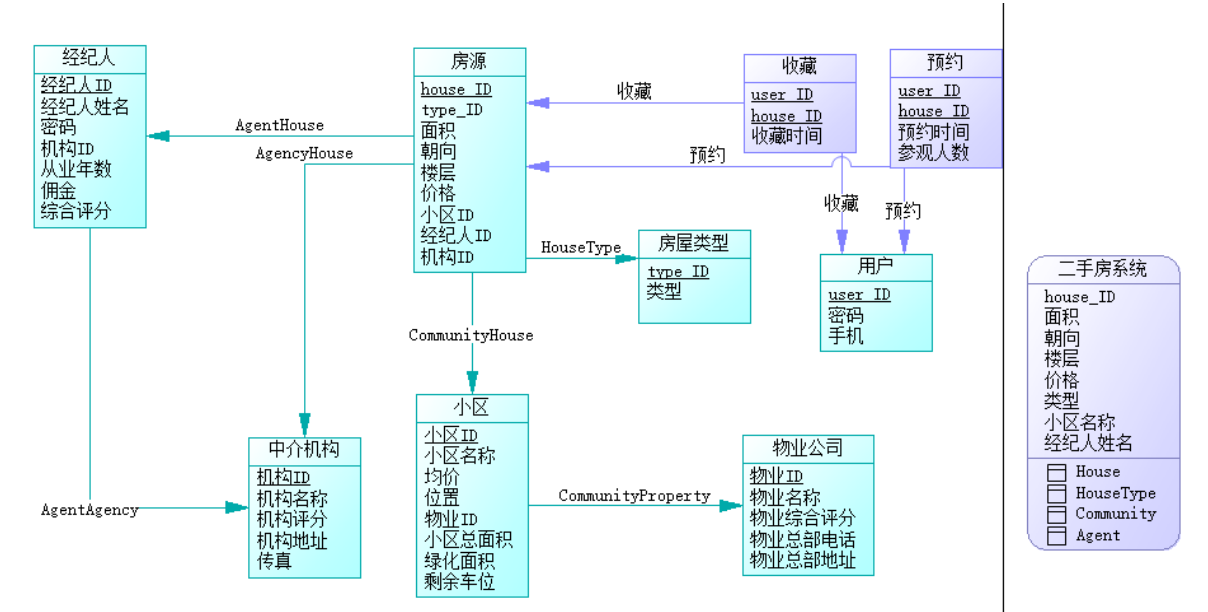 经纪人
经纪人ID
经纪人姓名
密码
机构ID
从业年数
佣金
综合评分
AgentHouse
AgencyHouse
房源
house_ID
type_ID
面积
朝向
楼层
价格
小区ID
经纪人ID
机构ID
收藏
收藏
user_ID
house_ID
收藏时间
预约
user_ID
house_ID
预约时间
参观人数
预约
收藏
预约
HouseType
房屋类型
type_ID
类型
用户
user_ID
密码
手机
CommunityHouse
小区
小区ID
小区名称
均价
位置
物业ID
小区总面积
绿化面积
剩余车位
AgentAgency
中介机构
机构ID
机构名称
机构评分
机构地址
传真
CommunityProperty
物业公司
物业ID
物业名称
物业综合评分
物业总部电话
物业总部地址
二手房系统
house_ID
面积
朝向
楼层
价格
类型
小区名称
经纪人姓名
House
HouseType
Community
Agent